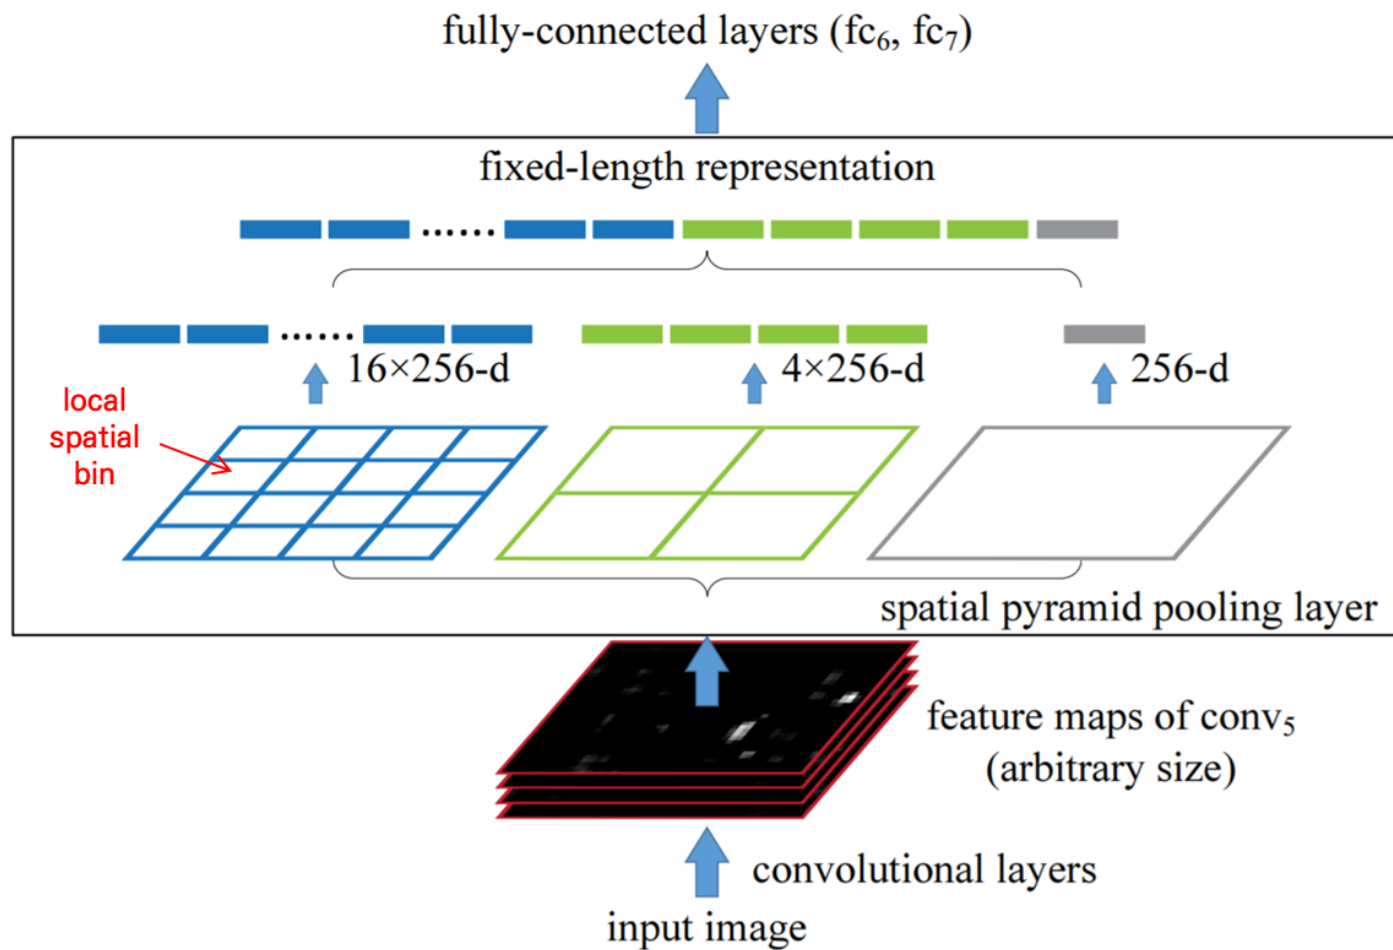 fully-connected layers (fc₆, fc₇)
fixed-length representation
......
......
16×256-d
4×256-d
256-d
local
spatial
bin
spatial pyramid pooling layer
feature maps of conv₅
(arbitrary size)
convolutional layers
input image